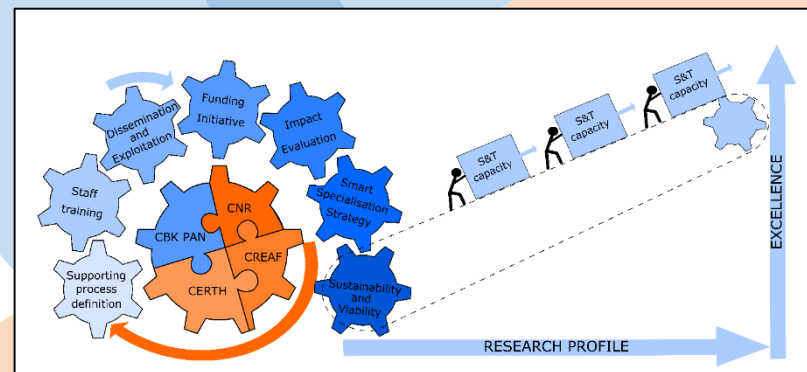 Supporting
process
definition
Staff
training
Dissemination
and
Exploitation
Funding
Initiative
Impact
Evaluation
Smart
Specialisation
Strategy
Sustainability
and
Viability
CBK PAN
CNR
CREAF
CERTH
S&T
capacity
S&T
capacity
S&T
capacity
RESEARCH PROFILE
EXCELLENCE